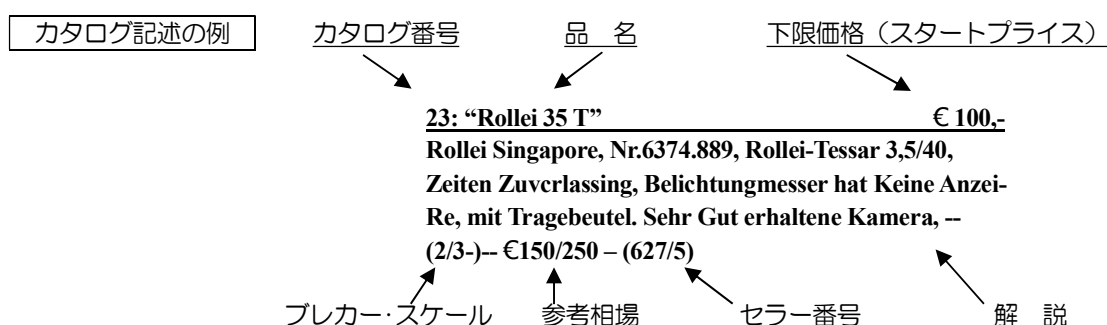 カタログ記述の例 カタログ番号 品 名 下限価格（スタートプライス）
23: “Rollei 35 T” € 100,-
Rollei Singapore, Nr.6374.889, Rollei-Tessar 3,5/40,
Zeiten Zuvcrlassing, Belichtungmesser hat Keine Anzei-
Re, mit Tragebeutel. Sehr Gut erhaltene Kamera, --
(2/3-)-- €150/250 – (627/5)
ブレカー･スケール 参考相場 セラー番号 解 説